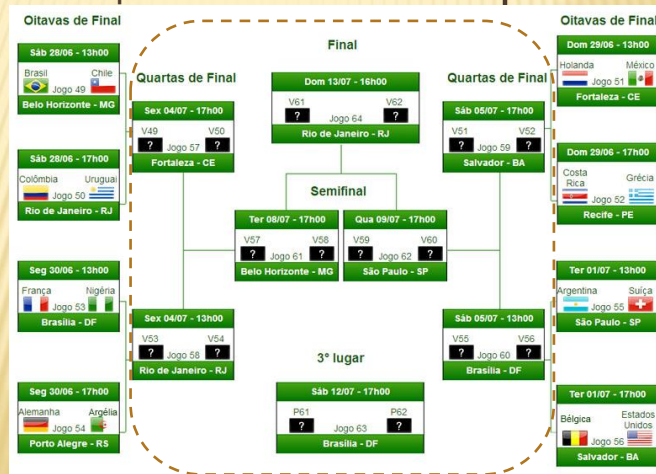 Oitavas de Final
Sáb 28/06 - 13h00
Brasil Chile
Jogo 49
Belo Horizonte - MG
Sáb 28/06 - 17h00
Colômbia Uruguai
Jogo 50
Rio de Janeiro - RJ
Seg 30/06 - 13h00
França Nigéria
Jogo 53
Brasília - DF
Seg 30/06 - 17h00
Alemanha Argélia
Jogo 54
Porto Alegre - RS
Quartas de Final
Sex 04/07 - 17h00
V49 V50
? Jogo 57 ?
Fortaleza - CE
Sex 04/07 - 13h00
V53 V54
? Jogo 58 ?
Rio de Janeiro - RJ
Final
Dom 13/07 - 16h00
V61 V62
? Jogo 64 ?
Rio de Janeiro - RJ
Semifinal
Ter 08/07 - 17h00
V57 V58
? Jogo 61 ?
Belo Horizonte - MG
Qua 09/07 - 17h00
V59 V60
? Jogo 62 ?
São Paulo - SP
3° lugar
Sáb 12/07 - 17h00
P61 P62
? Jogo 63 ?
Brasília - DF
Quartas de Final
Sáb 05/07 - 17h00
V51 V52
? Jogo 59 ?
Salvador - BA
Sáb 05/07 - 13h00
V55 V56
? Jogo 60 ?
Brasília - DF
Oitavas de Final
Dom 29/06 - 13h00
Holanda México
Jogo 51
Fortaleza - CE
Dom 29/06 - 17h00
Costa
Rica Grécia
Jogo 52
Recife - PE
Ter 01/07 - 13h00
Argentina Suíça
Jogo 55
São Paulo - SP
Ter 01/07 - 17h00
Bélgica Estados
Unidos
Jogo 56
Salvador - BA